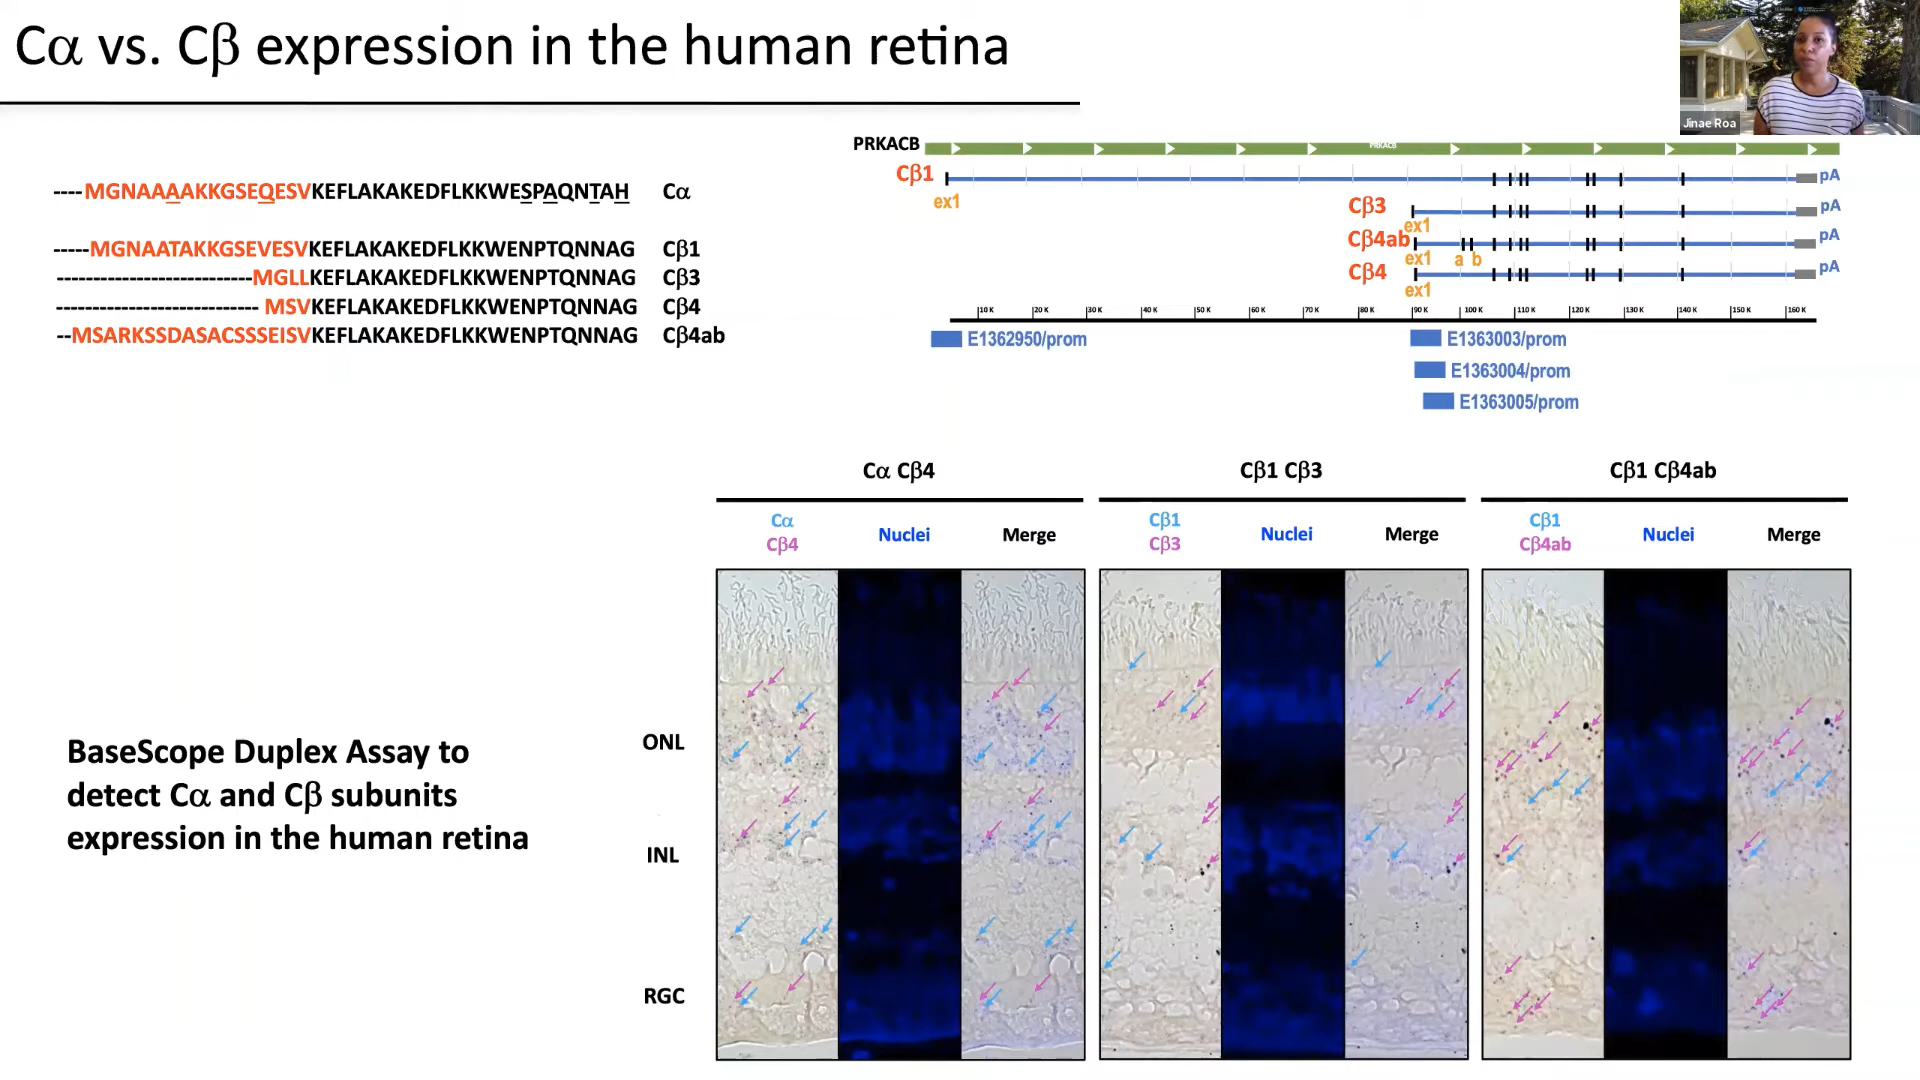 Cα vs. Cβ expression in the human retina
Jinae Roa
----MGNAAAAKKGSEQESVKEFLAKAKEDFLKKWESPAQNTAH Cα
-----MGNAATAKKGSEVESVKEFLAKAKEDFLKKWENPTQNNAG Cβ1
---------------------------MGLLKEFLAKAKEDFLKKWENPTQNNAG Cβ3
---------------------------- MSVKEFLAKAKEDFLKKWENPTQNNAG Cβ4
--MSARKSSDASACSSSEISVKEFLAKAKEDFLKKWENPTQNNAG Cβ4ab
PRKACB
PRKACB
Cβ1 pA
ex1
Cβ3 pA
ex1
Cβ4ab pA
ex1 a b
Cβ4 pA
ex1
10 K 20 K 30 K 40 K 50 K 60 K 70 K 80 K 90 K 100 K 110 K 120 K 130 K 140 K 150 K 160 K
E1362950/prom E1363003/prom
E1363004/prom
E1363005/prom
Cα Cβ4 Cβ1 Cβ3 Cβ1 Cβ4ab
Cα Nuclei Merge Cβ1 Nuclei Merge Cβ1 Nuclei Merge
Cβ4 Cβ3 Cβ4ab
ONL
INL
RGC
BaseScope Duplex Assay to
detect Cα and Cβ subunits
expression in the human retina